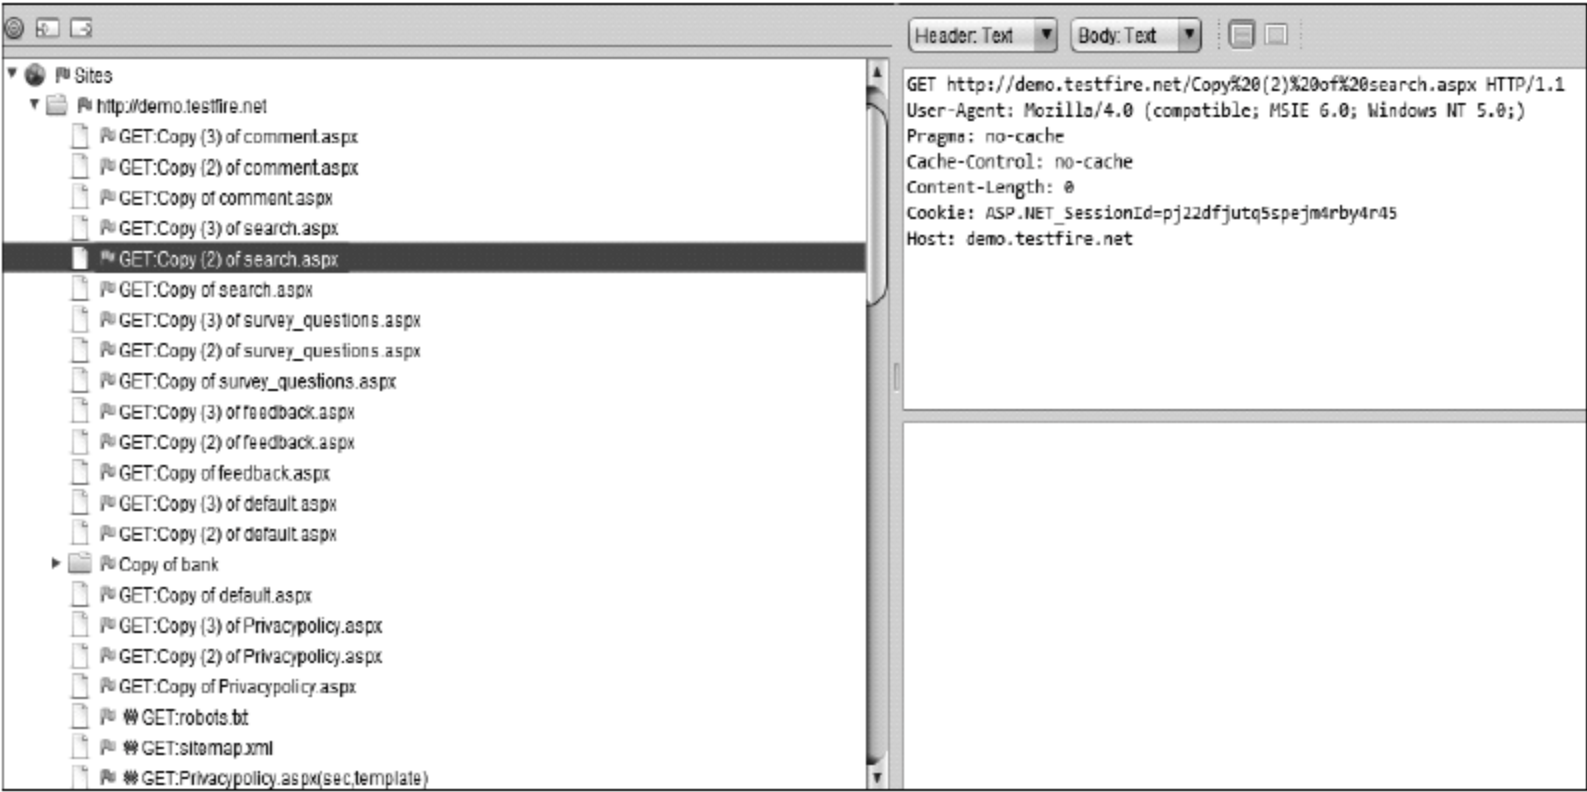 Sites
http://demo.testfire.net
GET:Copy (3) of comment.aspx
GET:Copy (2) of comment.aspx
GET:Copy of comment.aspx
GET:Copy (3) of search.aspx
GET:Copy (2) of search.aspx
GET:Copy of search.aspx
GET:Copy (3) of survey_questions.aspx
GET:Copy (2) of survey_questions.aspx
GET:Copy of survey_questions.aspx
GET:Copy (3) of feedback.aspx
GET:Copy (2) of feedback.aspx
GET:Copy of feedback.aspx
GET:Copy (3) of default.aspx
GET:Copy (2) of default.aspx
Copy of bank
GET:Copy of default.aspx
GET:Copy (3) of Privacypolicy.aspx
GET:Copy (2) of Privacypolicy.aspx
GET:Copy of Privacypolicy.aspx
GET:robots.txt
GET:sitemap.xml
GET:Privacypolicy.aspx(sec,template)
Header: Text Body: Text
GET http://demo.testfire.net/Copy%20(2)%20of%20search.aspx HTTP/1.1
User-Agent: Mozilla/4.0 (compatible; MSIE 6.0; Windows NT 5.0;)
Pragma: no-cache
Cache-Control: no-cache
Content-Length: 0
Cookie: ASP.NET_SessionId=pj22dfjutq5spejm4rby4r45
Host: demo.testfire.net